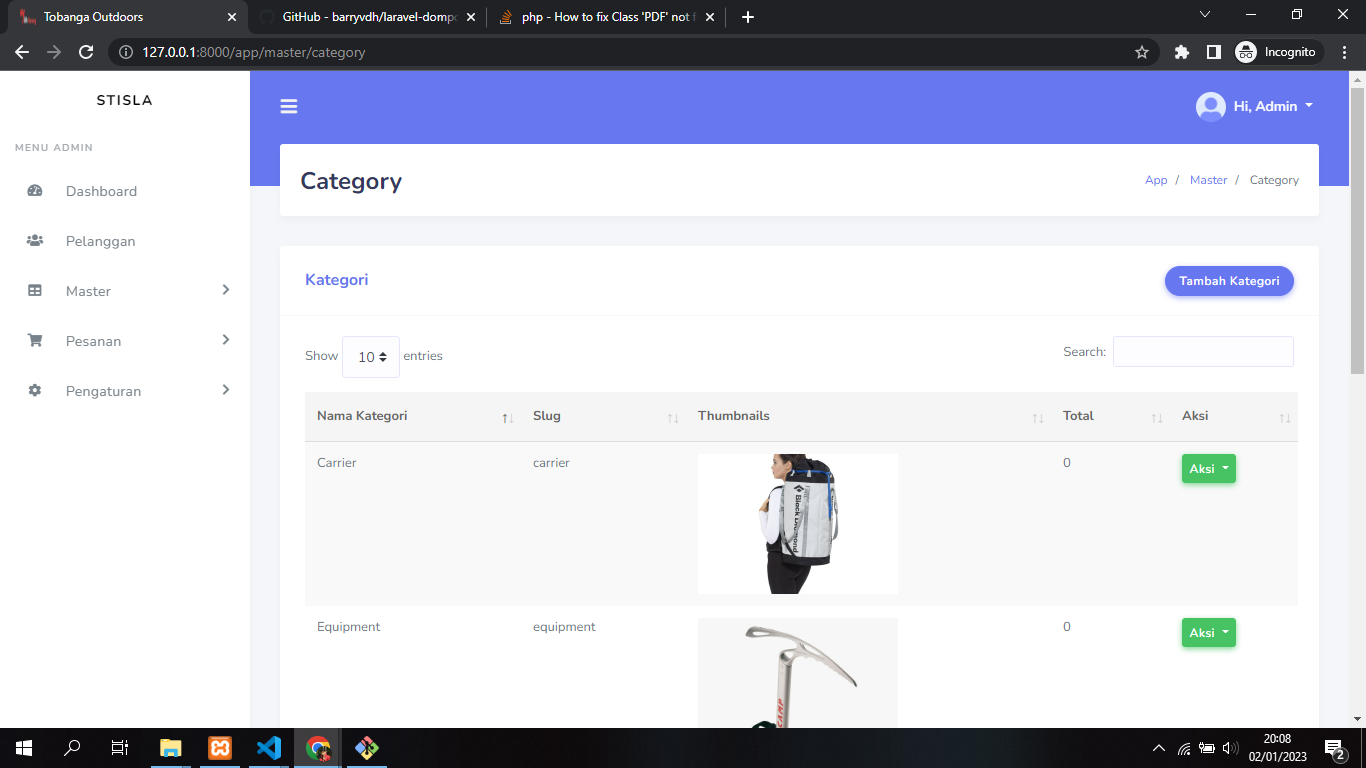 Tobanga Outdoors
GitHub - barryvdh/laravel-dompd
php - How to fix Class 'PDF' not f
127.0.0.1:8000/app/master/category
Incognito
STISLA
Hi, Admin
MENU ADMIN
Dashboard
Pelanggan
Master
Pesanan
Pengaturan
Category
App / Master / Category
Kategori
Tambah Kategori
Show 10 entries
Search:
Nama Kategori Slug Thumbnails Total Aksi
Carrier carrier 0 Aksi
Black Diamond
Equipment equipment 0 Aksi
CAMP
20:08
02/01/2023
2